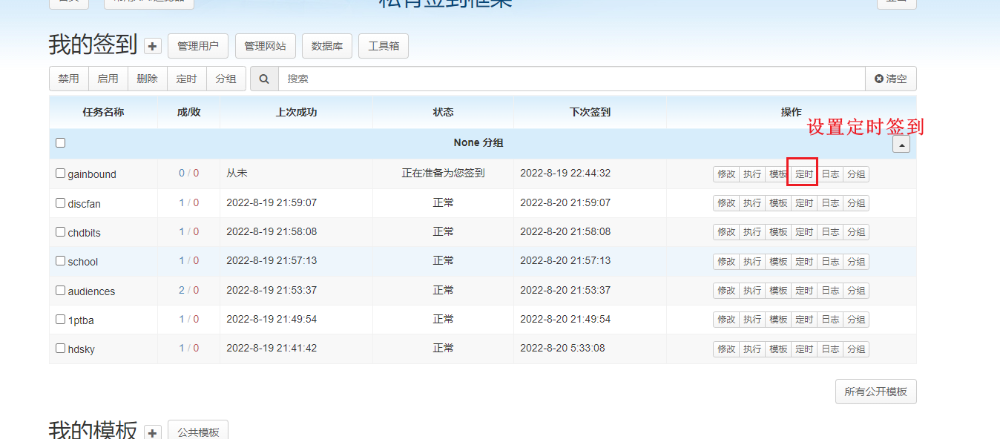 私有签到框架
我的签到 + 管理用户 管理网站 数据库 工具箱
禁用 启用 删除 定时 分组 搜索 清空
任务名称 成/败 上次成功 状态 下次签到 操作
设置定时签到
None 分组
gainbound 0 / 0 从未 正在准备为您签到 2022-8-19 22:44:32 修改 执行 模板 定时 日志 分组
discfan 1 / 0 2022-8-19 21:59:07 正常 2022-8-20 21:59:07 修改 执行 模板 定时 日志 分组
chdbits 1 / 0 2022-8-19 21:58:08 正常 2022-8-20 21:58:08 修改 执行 模板 定时 日志 分组
school 1 / 0 2022-8-19 21:57:13 正常 2022-8-20 21:57:13 修改 执行 模板 定时 日志 分组
audiences 2 / 0 2022-8-19 21:53:37 正常 2022-8-20 21:53:37 修改 执行 模板 定时 日志 分组
1ptba 1 / 0 2022-8-19 21:49:54 正常 2022-8-20 21:49:54 修改 执行 模板 定时 日志 分组
hdsky 1 / 0 2022-8-19 21:41:42 正常 2022-8-20 5:33:08 修改 执行 模板 定时 日志 分组
所有公开模板
我的模板 + 公共模板